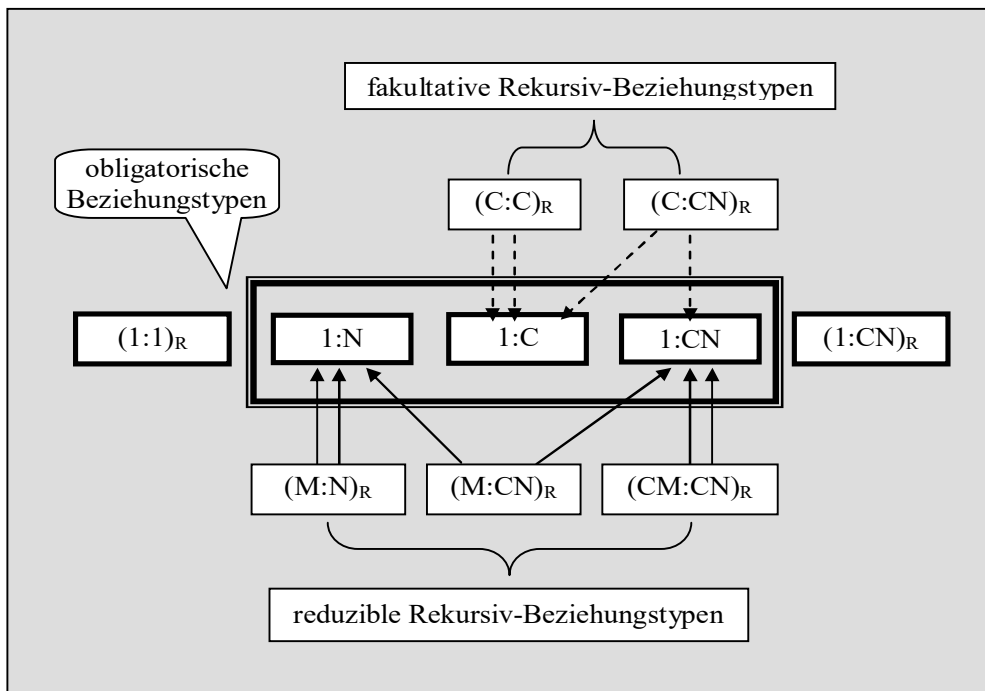 fakultative Rekursiv-Beziehungstypen
obligatorische
Beziehungstypen
(C:C)R
(C:CN)R
(1:1)R
1:N
1:C
1:CN
(1:CN)R
(M:N)R
(M:CN)R
(CM:CN)R
reduzible Rekursiv-Beziehungstypen